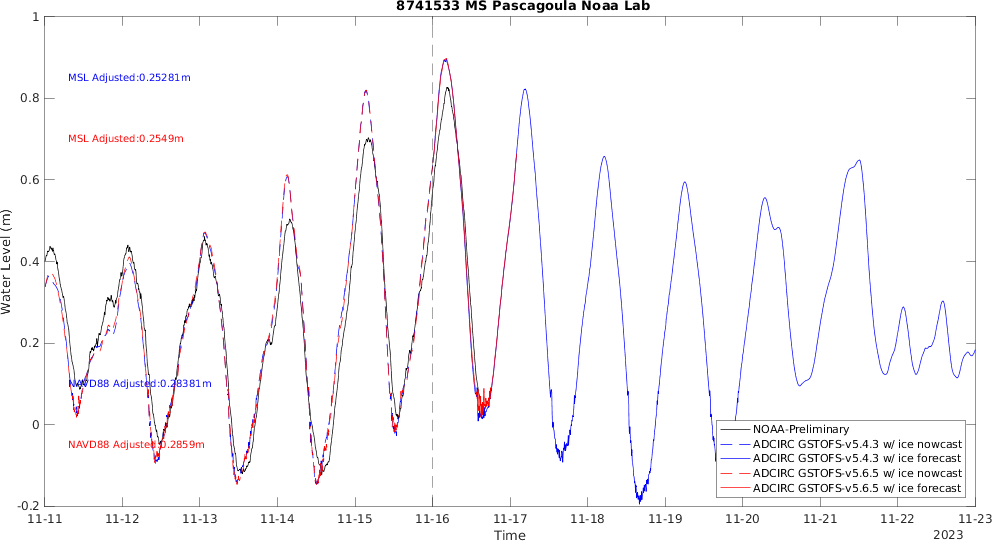 8741533 MS Pascagoula Noaa Lab
1
0.8
0.6
0.4
0.2
0
-0.2
Water Level (m)
MSL Adjusted:0.25281m
MSL Adjusted:0.2549m
NAVD88 Adjusted:0.28381m
NAVD88 Adjusted:0.2859m
NOAA-Preliminary
ADCIRC GSTOFS-v5.4.3 w/ ice nowcast
ADCIRC GSTOFS-v5.4.3 w/ ice forecast
ADCIRC GSTOFS-v5.6.5 w/ ice nowcast
ADCIRC GSTOFS-v5.6.5 w/ ice forecast
11-11 11-12 11-13 11-14 11-15 11-16 11-17 11-18 11-19 11-20 11-21 11-22 11-23
Time
2023